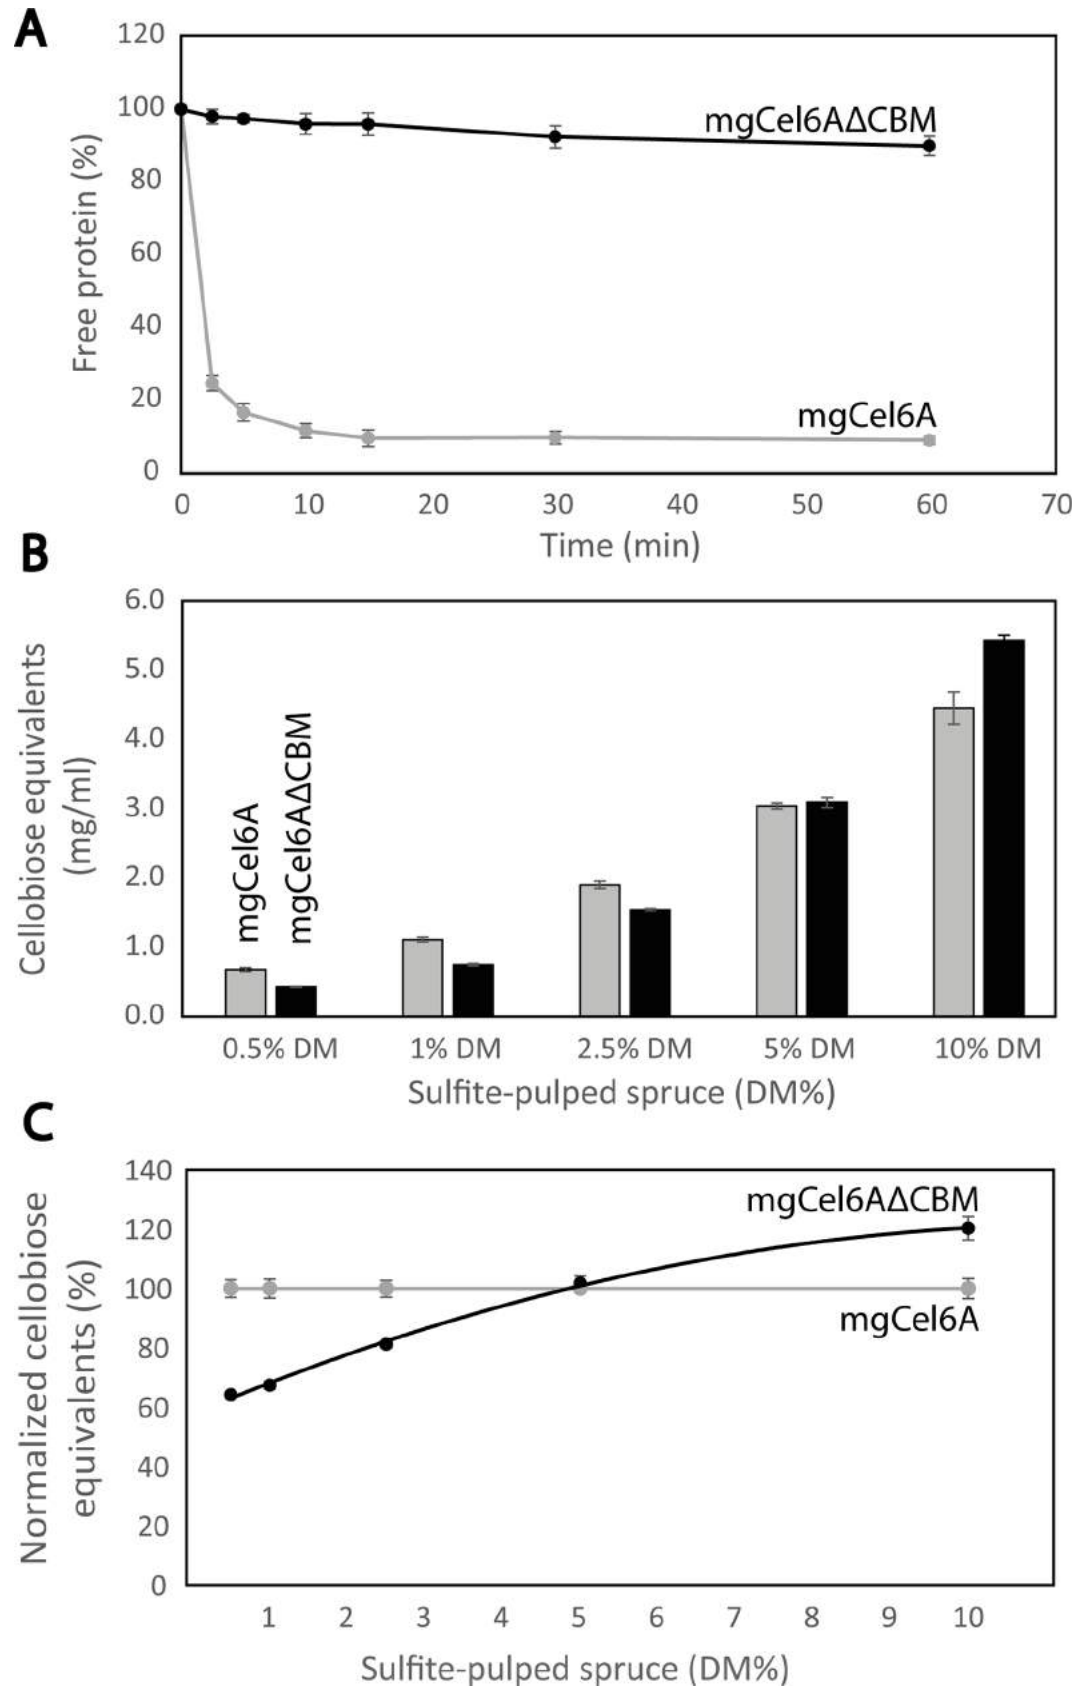 A
120
100
80
60
40
20
0
Free protein (%)
mgCel6AΔCBM
mgCel6A
0 10 20 30 40 50 60 70
Time (min)
B
6.0
5.0
4.0
3.0
2.0
1.0
0.0
Cellobiose equivalents
(mg/ml)
mgCel6A
mgCel6AΔCBM
0.5% DM 1% DM 2.5% DM 5% DM 10% DM
Sulfite-pulped spruce (DM%)
C
140
120
100
80
60
40
20
0
Normalized cellobiose
equivalents (%)
mgCel6AΔCBM
mgCel6A
1 2 3 4 5 6 7 8 9 10
Sulfite-pulped spruce (DM%)